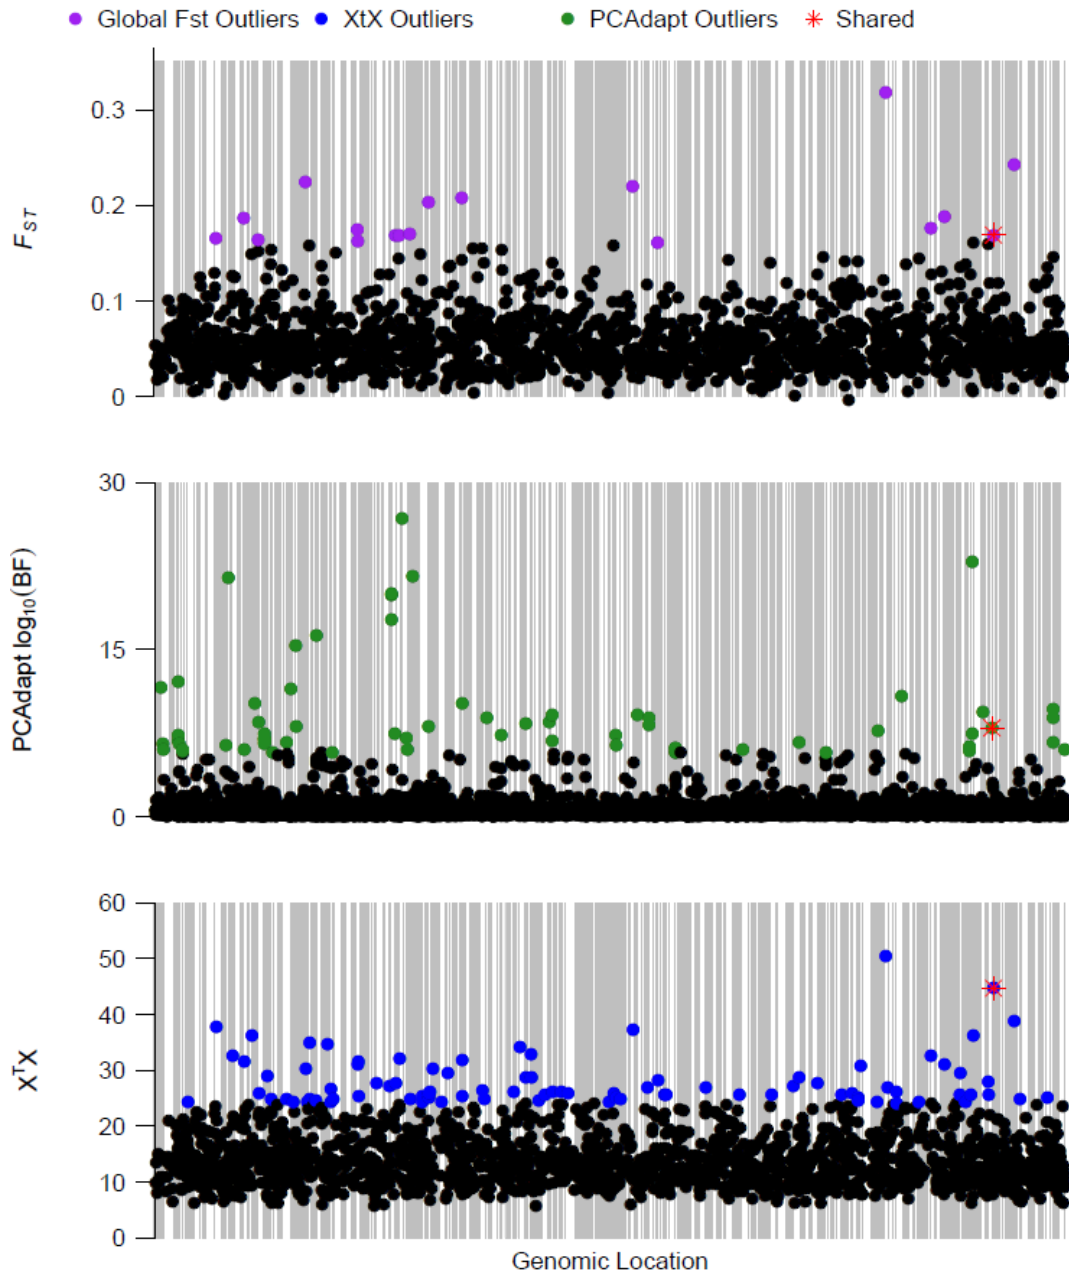 Global Fst Outliers XtX Outliers PCAdapt Outliers Shared
0.3
0.2
0.1
0
F_ST
30
15
0
PCAdapt log₁₀(BF)
60
50
40
30
20
10
0
XᵀX
Genomic Location